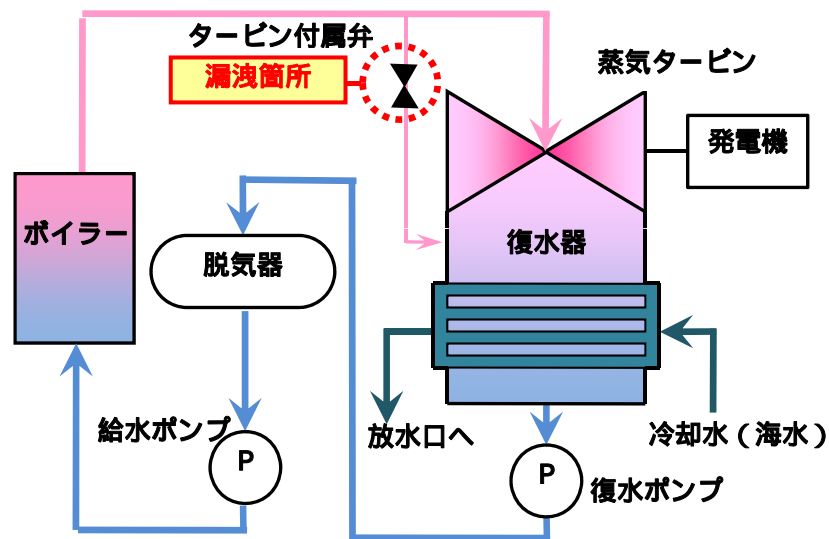 タービン付属弁
漏洩箇所
蒸気タービン
発電機
ボイラー
脱気器
復水器
給水ポンプ
P
放水口へ
冷却水（海水）
P
復水ポンプ